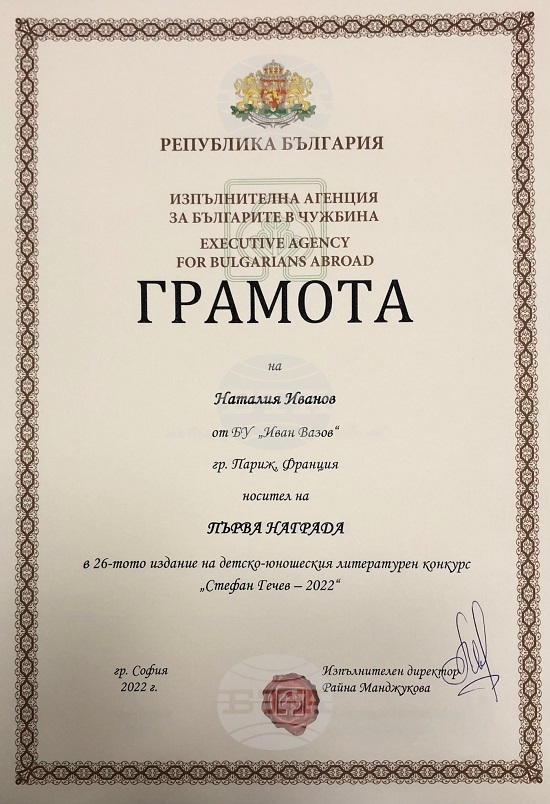 РЕПУБЛИКА БЪЛГАРИЯ
ИЗПЪЛНИТЕЛНА АГЕНЦИЯ
ЗА БЪЛГАРИТЕ В ЧУЖБИНА
EXECUTIVE AGENCY
FOR BULGARIANS ABROAD
ГРАМОТА
на
Наталия Иванов
от БУ „Иван Вазов“
гр. Париж, Франция
носител на
ПЪРВА НАГРАДА
в 26-тото издание на детско-юношеския литературен конкурс
„Стефан Гечев – 2022“
гр. София
2022 г.
Изпълнителен директор
Райна Манджукова